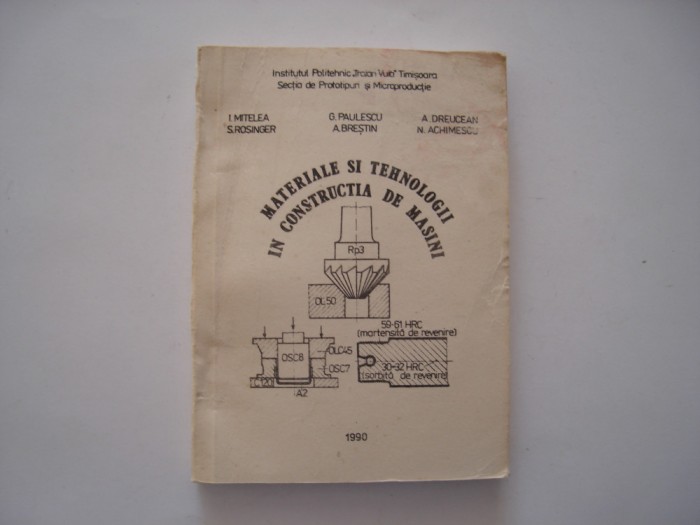 Institutul Politehnic „Traian Vuia” Timișoara
Secția de Prototipuri și Microproducție
I. MITELEA G. PAULESCU A. DREUCEAN
S. ROSINGER A. BREȘTIN N. ACHIMESCU
MATERIALE SI TEHNOLOGII
IN CONSTRUCTIA DE MASINI
Rp3
OL50
59-61 HRC
(martensită de revenire)
OSC8
OLC45
OSC7
C120
A2
30-32 HRC
(sorbită de revenire)
1990